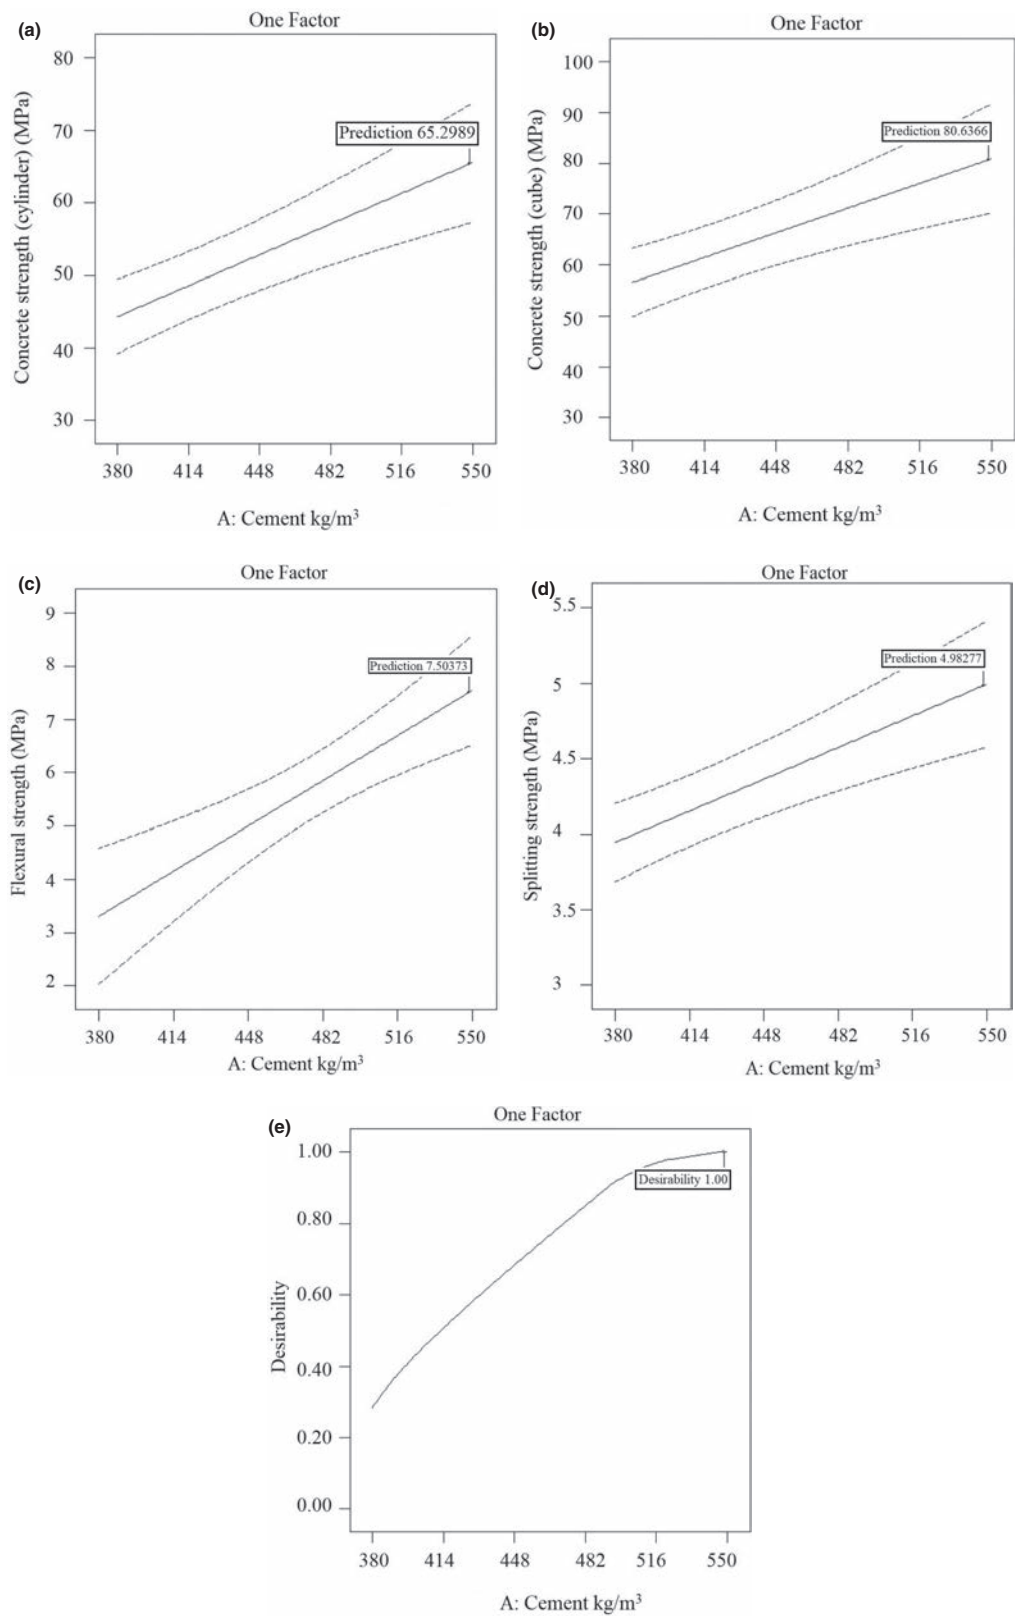 (a)
One Factor
Concrete strength (cylinder) (MPa)
80
70
60
50
40
30
Prediction 65.2989
380 414 448 482 516 550
A: Cement kg/m³
(b)
One Factor
Concrete strength (cube) (MPa)
100
90
80
70
60
50
40
30
Prediction 80.6366
380 414 448 482 516 550
A: Cement kg/m³
(c)
One Factor
Flexural strength (MPa)
9
8
7
6
5
4
3
2
Prediction 7.50373
380 414 448 482 516 550
A: Cement kg/m³
(d)
One Factor
Splitting strength (MPa)
5.5
5
4.5
4
3.5
3
Prediction 4.98277
380 414 448 482 516 550
A: Cement kg/m³
(e)
One Factor
Desirability
1.00
0.80
0.60
0.40
0.20
0.00
Desirability 1.00
380 414 448 482 516 550
A: Cement kg/m³